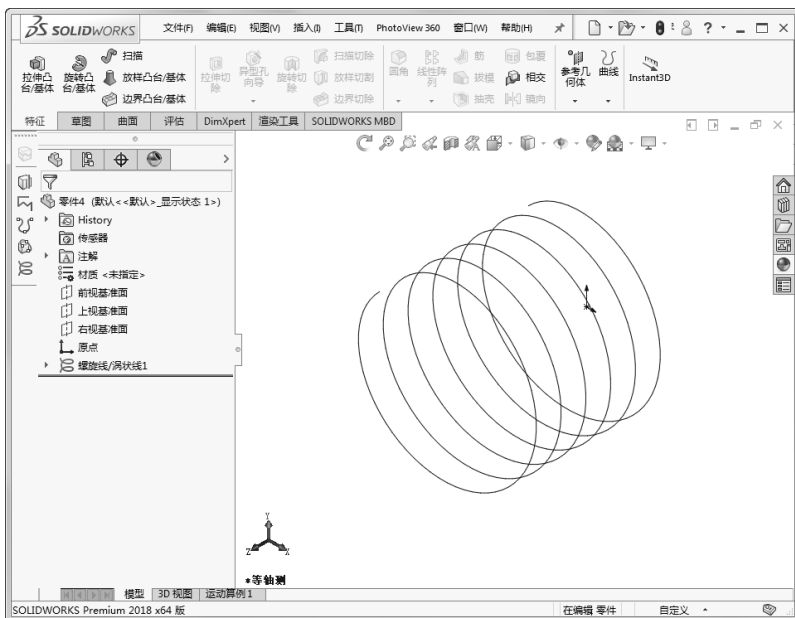 SOLIDWORKS 文件(F) 编辑(E) 视图(V) 插入(I) 工具(T) PhotoView 360 窗口(W) 帮助(H) ?
拉伸凸台/基体
旋转凸台/基体
扫描
放样凸台/基体
边界凸台/基体
拉伸切除
异型孔向导
旋转切除
扫描切除
放样切割
边界切除
圆角
线性阵列
筋
拔模
抽壳
包覆
相交
镜向
参考几何体
曲线
Instant3D
特征 草图 曲面 评估 DimXpert 渲染工具 SOLIDWORKS MBD
零件4 (默认<<默认>_显示状态 1>)
History
传感器
注解
材质 <未指定>
前视基准面
上视基准面
右视基准面
原点
螺旋线/涡状线1
Y
Z X
*等轴测
模型 3D 视图 运动算例1
SOLIDWORKS Premium 2018 x64 版 在编辑 零件 自定义